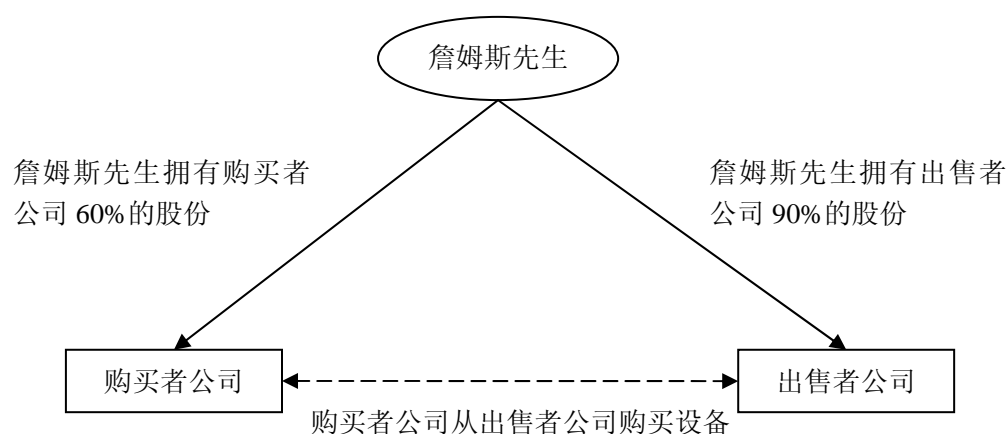 詹姆斯先生
詹姆斯先生拥有购买者
公司 60%的股份
詹姆斯先生拥有出售者
公司 90%的股份
购买者公司
出售者公司
购买者公司从出售者公司购买设备